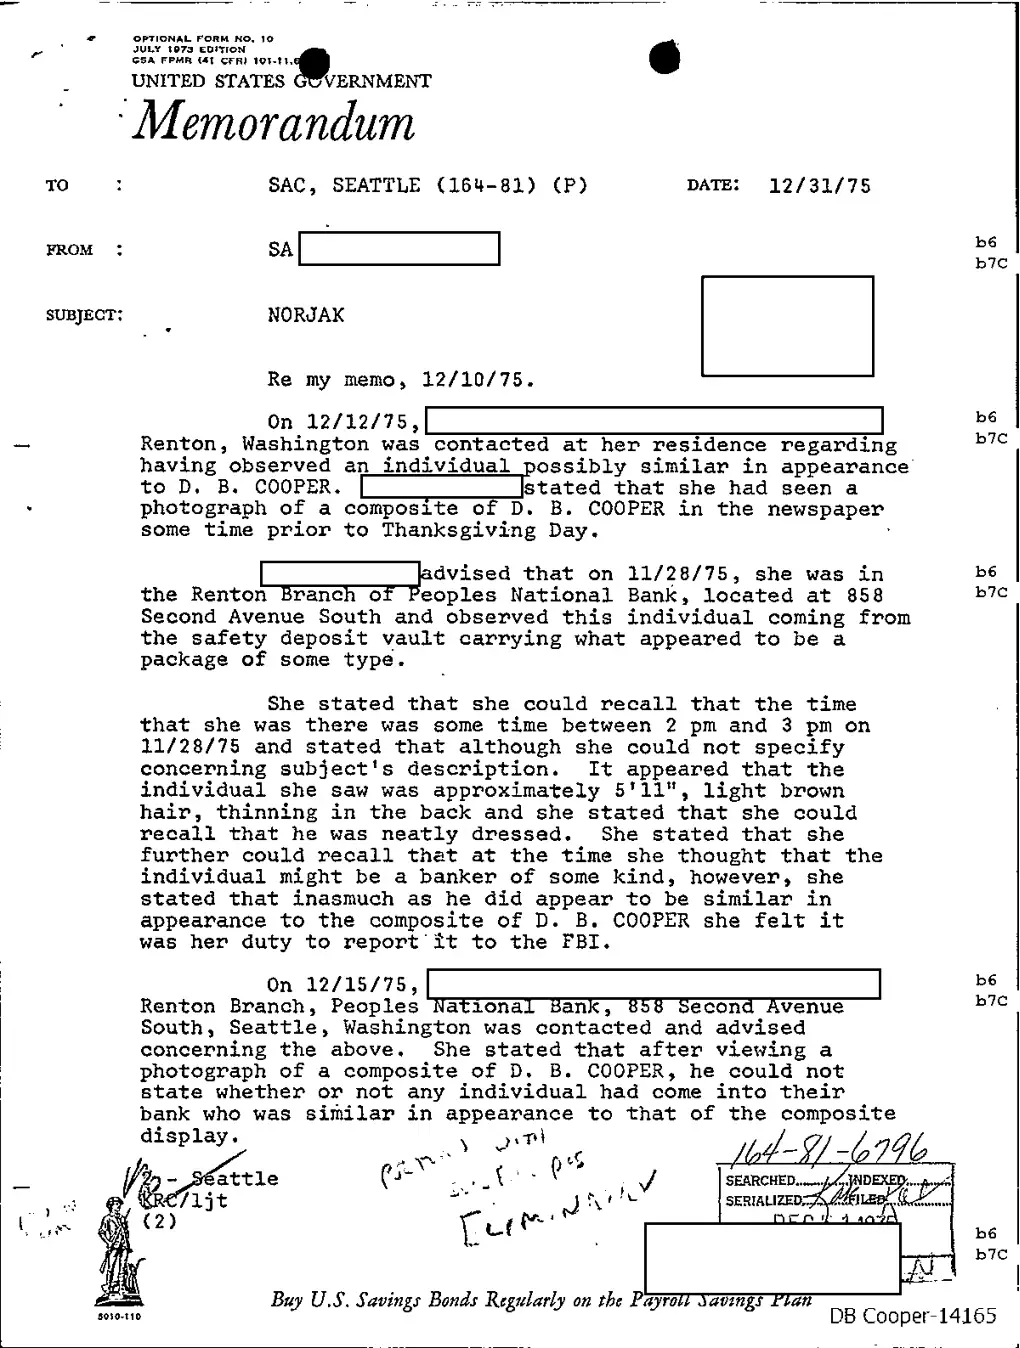 OPTIONAL FORM NO. 10
JULY 1973 EDITION
GSA FPMR (41 CFR) 101-11.6
UNITED STATES GOVERNMENT
Memorandum
TO : SAC, SEATTLE (164-81) (P) DATE: 12/31/75
FROM : SA b6
b7C
SUBJECT: NORJAK
Re my memo, 12/10/75.
On 12/12/75, b6
Renton, Washington was contacted at her residence regarding b7C
having observed an individual possibly similar in appearance
to D. B. COOPER. stated that she had seen a
photograph of a composite of D. B. COOPER in the newspaper
some time prior to Thanksgiving Day.
advised that on 11/28/75, she was in b6
the Renton Branch of Peoples National Bank, located at 858 b7C
Second Avenue South and observed this individual coming from
the safety deposit vault carrying what appeared to be a
package of some type.
She stated that she could recall that the time
that she was there was some time between 2 pm and 3 pm on
11/28/75 and stated that although she could not specify
concerning subject's description. It appeared that the
individual she saw was approximately 5'11", light brown
hair, thinning in the back and she stated that she could
recall that he was neatly dressed. She stated that she
further could recall that at the time she thought that the
individual might be a banker of some kind, however, she
stated that inasmuch as he did appear to be similar in
appearance to the composite of D. B. COOPER she felt it
was her duty to report it to the FBI.
On 12/15/75, b6
Renton Branch, Peoples National Bank, 858 Second Avenue b7C
South, Seattle, Washington was contacted and advised
concerning the above. She stated that after viewing a
photograph of a composite of D. B. COOPER, he could not
state whether or not any individual had come into their
bank who was similar in appearance to that of the composite
display.
164-81-6796
2 - Seattle
KRC/ljt
(2)
SEARCHED INDEXED
SERIALIZED FILED
b6
b7C
Buy U.S. Savings Bonds Regularly on the Payroll Savings Plan
5010-110
DB Cooper-14165